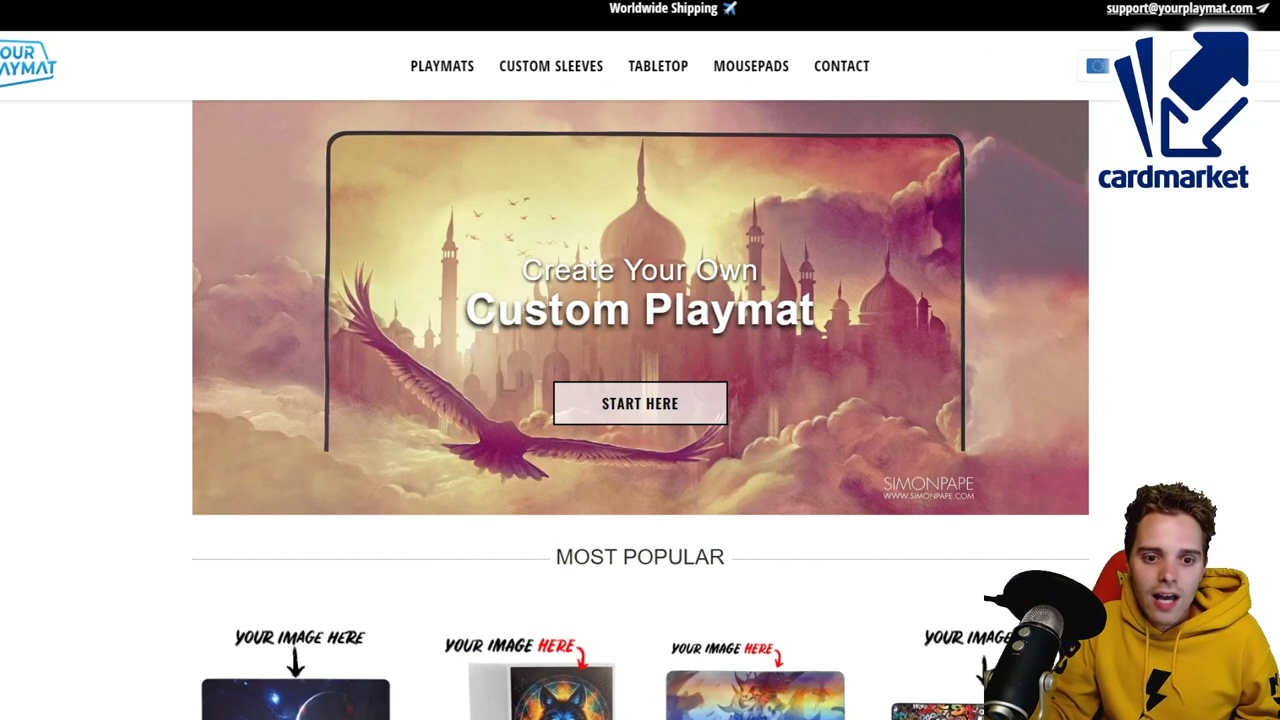 Worldwide Shipping
support@yourplaymat.com
OUR
AYMAT
PLAYMATS CUSTOM SLEEVES TABLETOP MOUSEPADS CONTACT
cardmarket
Create Your Own
Custom Playmat
START HERE
SIMONPAPE
WWW.SIMONPAPE.COM
MOST POPULAR
YOUR IMAGE HERE
YOUR IMAGE HERE
YOUR IMAGE HERE
YOUR IMAGE